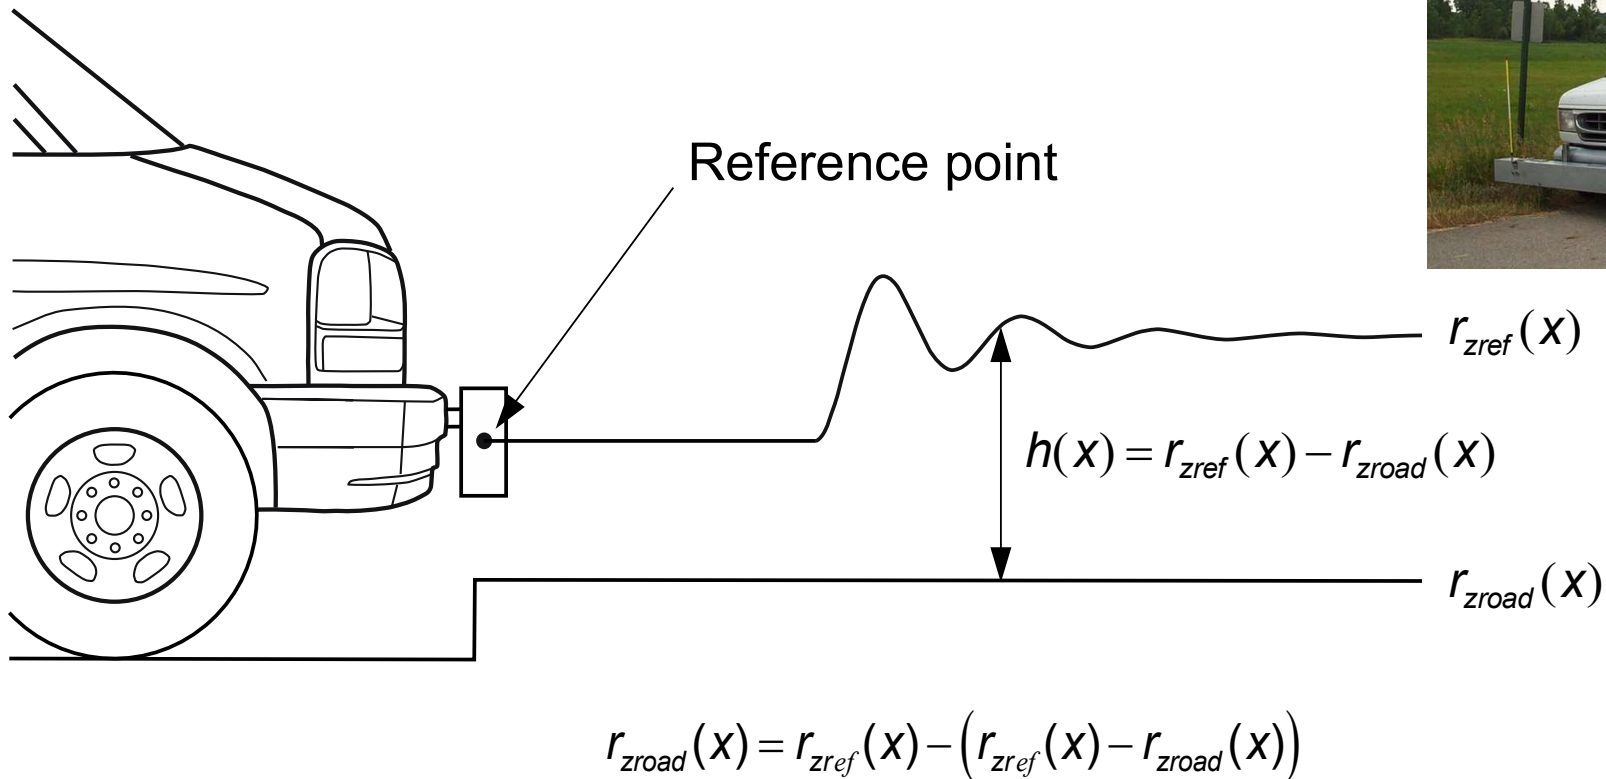 Reference point
r_zref(x)
h(x) = r_zref(x) − r_zroad(x)
r_zroad(x)
r_zroad(x) = r_zref(x) − (r_zref(x) − r_zroad(x))